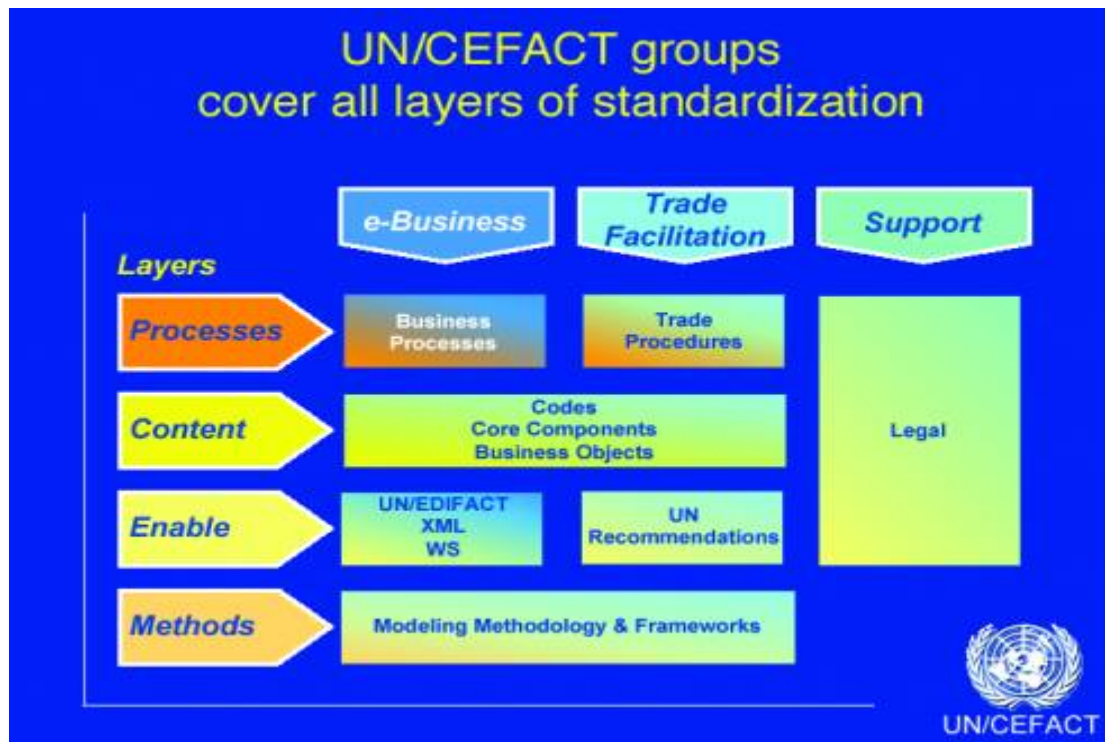 UN/CEFACT groups
cover all layers of standardization
e-Business
Trade
Facilitation
Support
Layers
Processes
Business
Processes
Trade
Procedures
Content
Codes
Core Components
Business Objects
Legal
Enable
UN/EDIFACT
XML
WS
UN
Recommendations
Methods
Modeling Methodology & Frameworks
UN/CEFACT